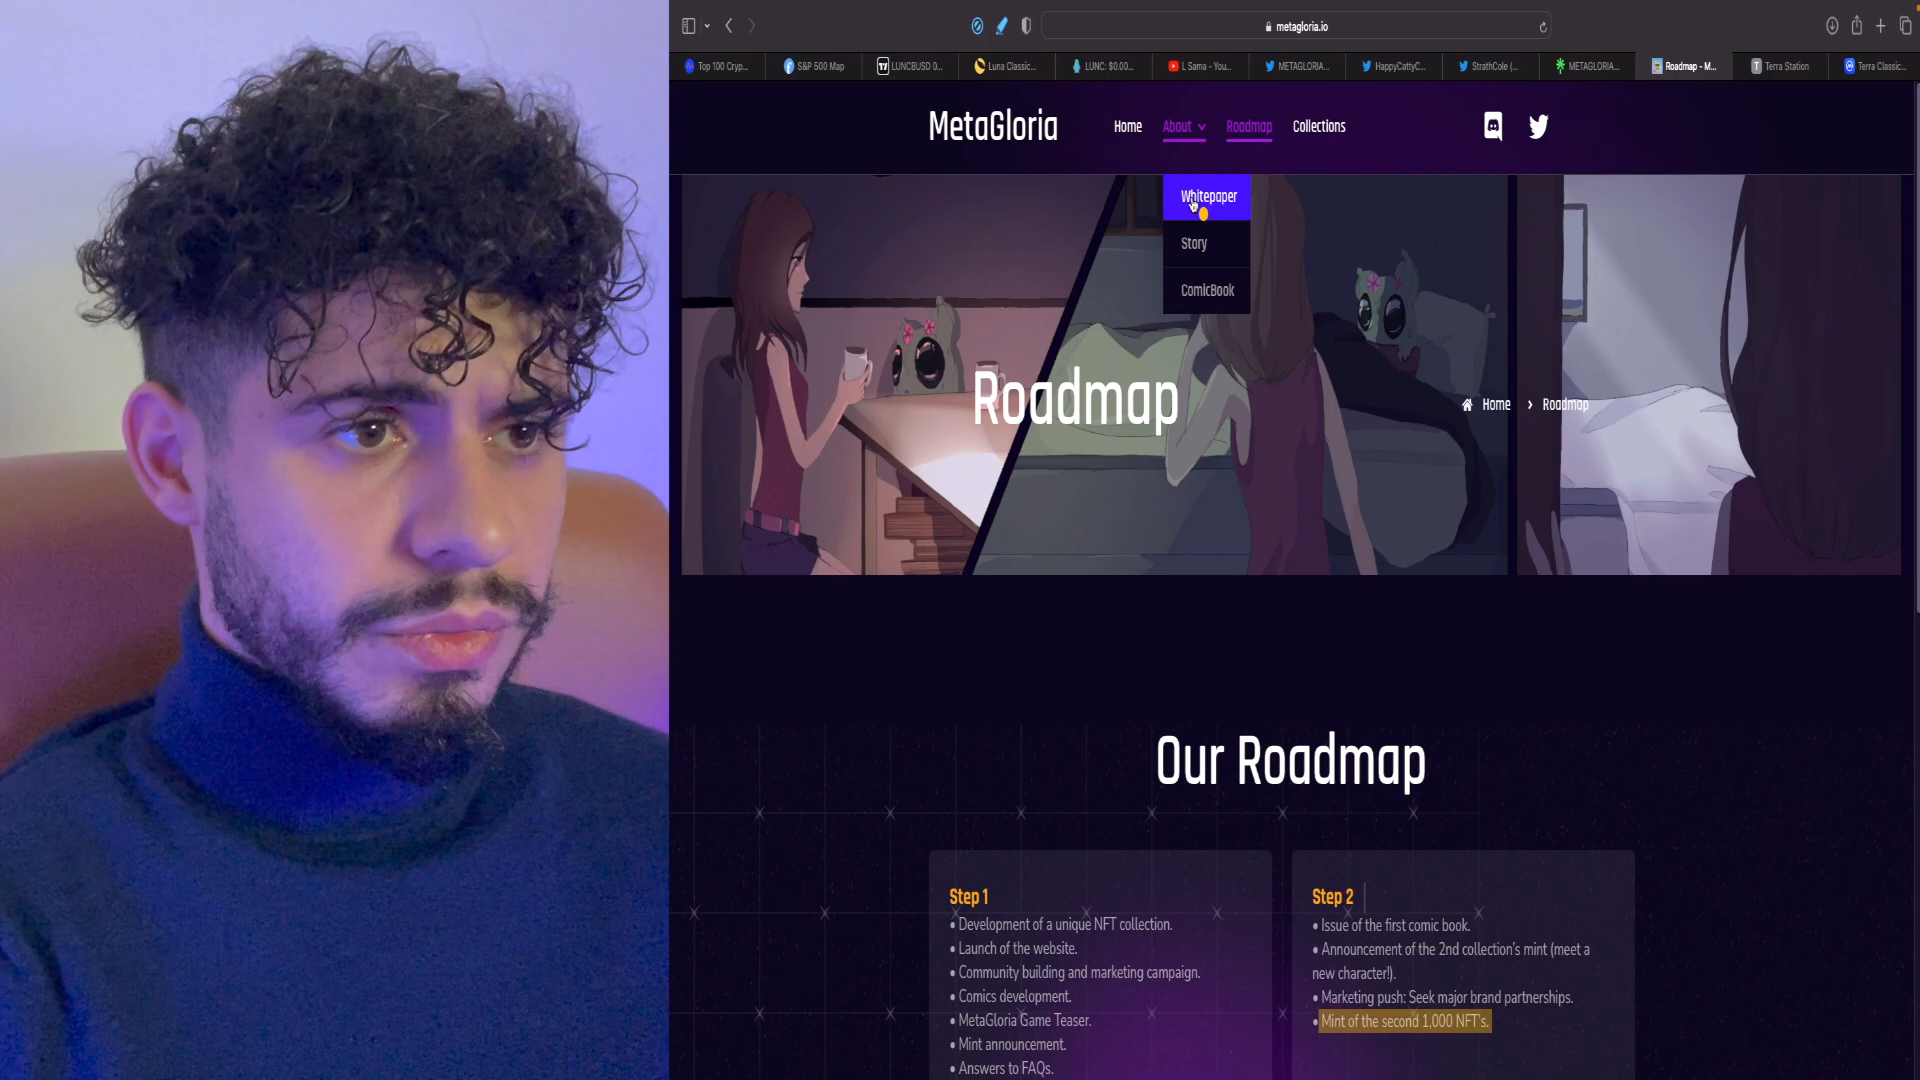 metagloria.io
Top 100 Cryp...
S&P 500 Map
LUNCBUSD 0...
Luna Classic...
LUNC: $0.00...
L Sama - You...
METAGLORIA...
HappyCattyC...
StrathCole (...
METAGLORIA...
Roadmap - M...
Terra Station
Terra Classic...
MetaGloria
Home
About
Roadmap
Collections
Whitepaper
Story
ComicBook
Roadmap
Home > Roadmap
Our Roadmap
Step 1
• Development of a unique NFT collection.
• Launch of the website.
• Community building and marketing campaign.
• Comics development.
• MetaGloria Game Teaser.
• Mint announcement.
• Answers to FAQs.
Step 2
• Issue of the first comic book.
• Announcement of the 2nd collection's mint (meet a
new character!).
• Marketing push: Seek major brand partnerships.
• Mint of the second 1,000 NFT's.